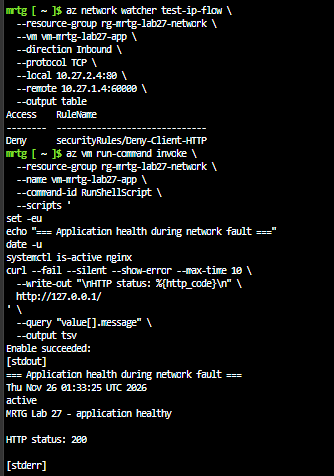 mrtg [ ~ ]$ az network watcher test-ip-flow \
  --resource-group rg-mrtg-lab27-network \
  --vm vm-mrtg-lab27-app \
  --direction Inbound \
  --protocol TCP \
  --local 10.27.2.4:80 \
  --remote 10.27.1.4:60000 \
  --output table
Access    RuleName
--------  ------------------------------
Deny      securityRules/Deny-Client-HTTP
mrtg [ ~ ]$ az vm run-command invoke \
  --resource-group rg-mrtg-lab27-network \
  --name vm-mrtg-lab27-app \
  --command-id RunShellScript \
  --scripts '
set -eu
echo "=== Application health during network fault ==="
date -u
systemctl is-active nginx
curl --fail --silent --show-error --max-time 10 \
  --write-out "\nHTTP status: %{http_code}\n" \
  http://127.0.0.1/
' \
  --query "value[].message" \
  --output tsv
Enable succeeded:
[stdout]
=== Application health during network fault ===
Thu Nov 26 01:33:25 UTC 2026
active
MRTG Lab 27 - application healthy

HTTP status: 200

[stderr]